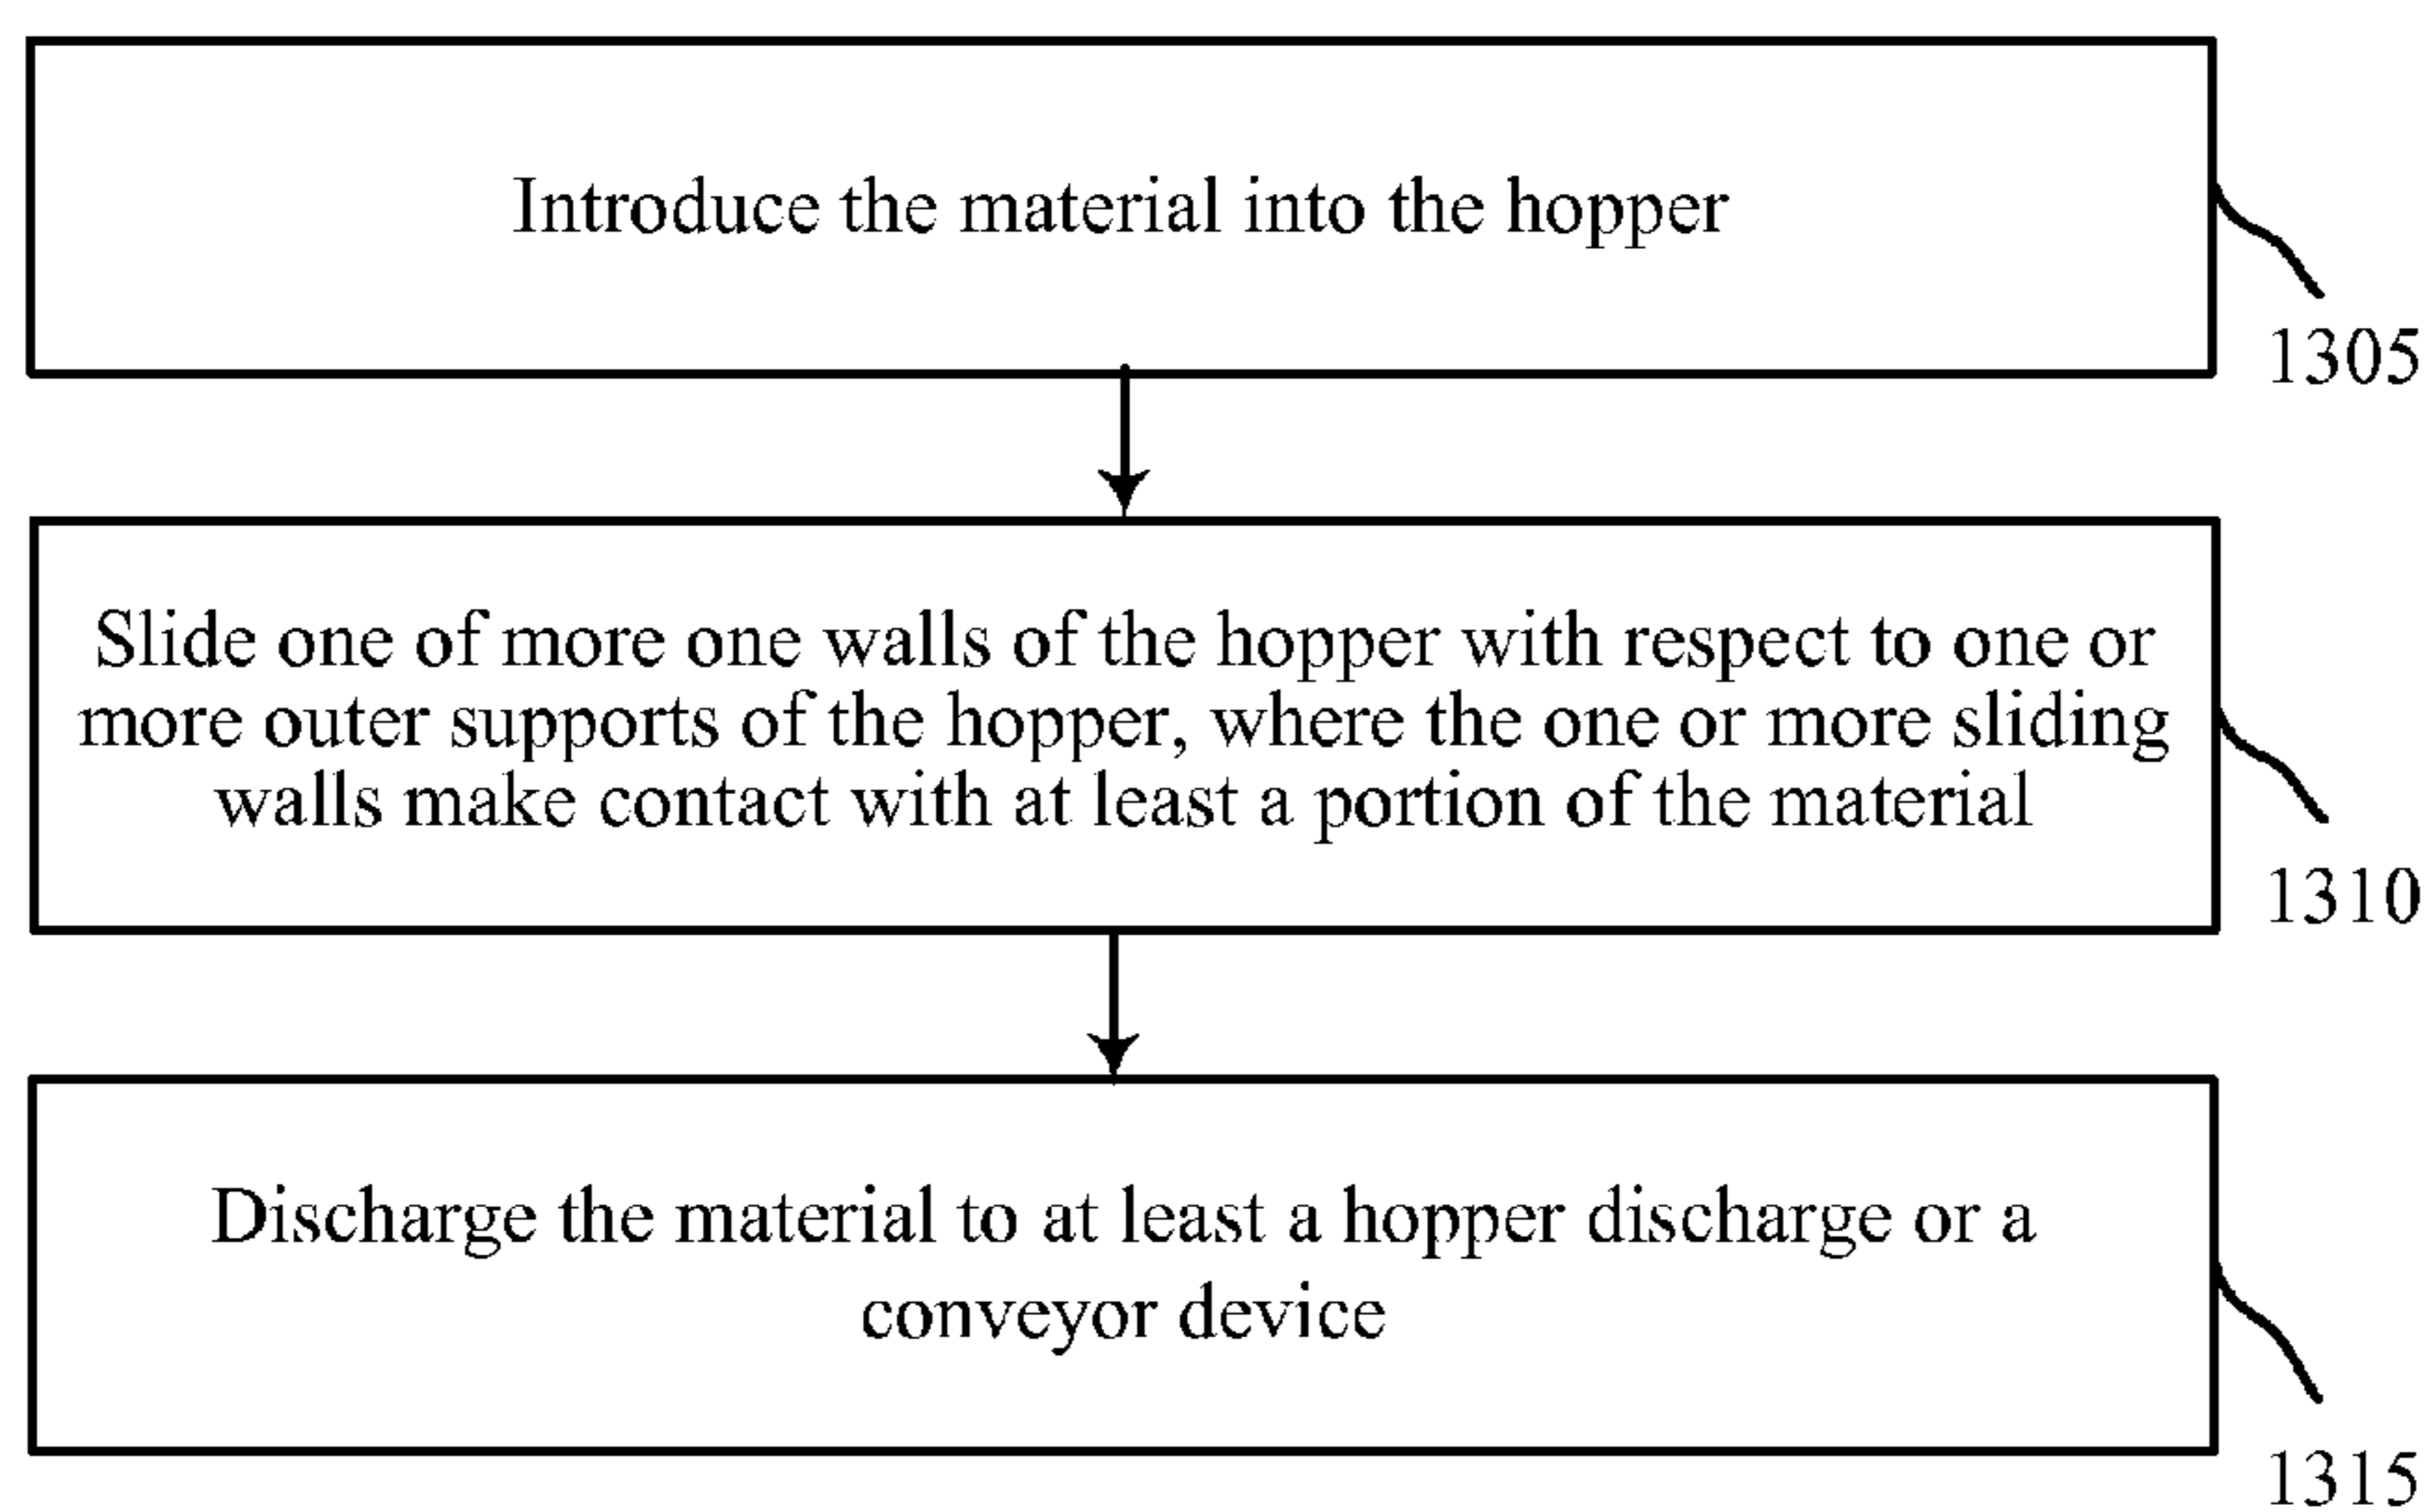 Introduce the material into the hopper
1305
Slide one of more one walls of the hopper with respect to one or
more outer supports of the hopper, where the one or more sliding
walls make contact with at least a portion of the material
1310
Discharge the material to at least a hopper discharge or a
conveyor device
1315